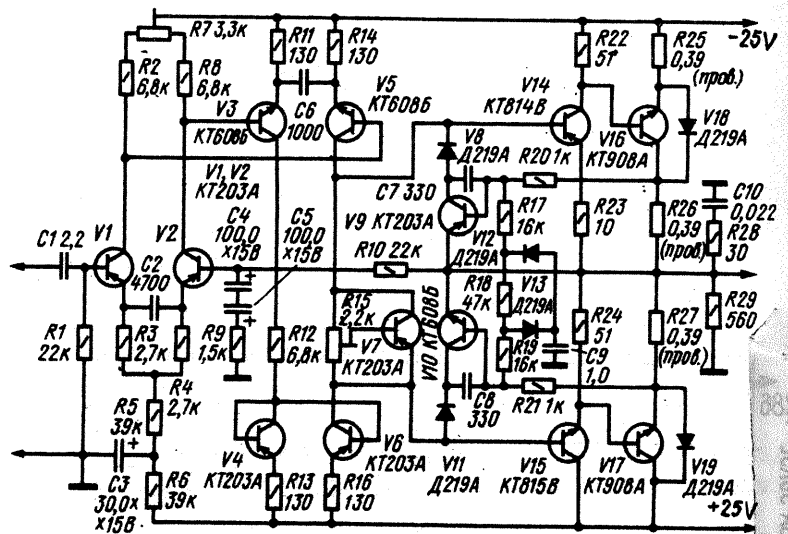 R7 3,3к
R11
130
R14
130
R22
51
R25
0,39
(пров.)
-25V
R2
6,8к
R8
6,8к
V3
КТ608Б
C6
1000
V5
КТ608Б
V14
КТ814В
V16
КТ908А
V18
Д219А
V8
Д219А
R20 1к
V1, V2
КТ203А
C7 330
V9 КТ203А
C1 2,2
V1
V2
C4
100,0
×15В
C5
100,0
×15В
R10 22к
R17
16к
V12
Д219А
R23
10
R26
0,39
(пров.)
C10
0,022
R28
30
C2
4700
R18
47к
V13
Д219А
R1
22к
R3
2,7к
R9
1,5к
R12
6,8к
R15
2,2к
V7
КТ203А
V10 КТ608Б
R19
16к
C9
1,0
R24
51
R27
0,39
(пров.)
R29
560
R4
2,7к
R5
39к
C8
330
R21 1к
V4
КТ203А
V6
КТ203А
V11
Д219А
V15
КТ815В
V17
КТ908А
V19
Д219А
C3
30,0×
×15В
R6
39к
R13
130
R16
130
+25V